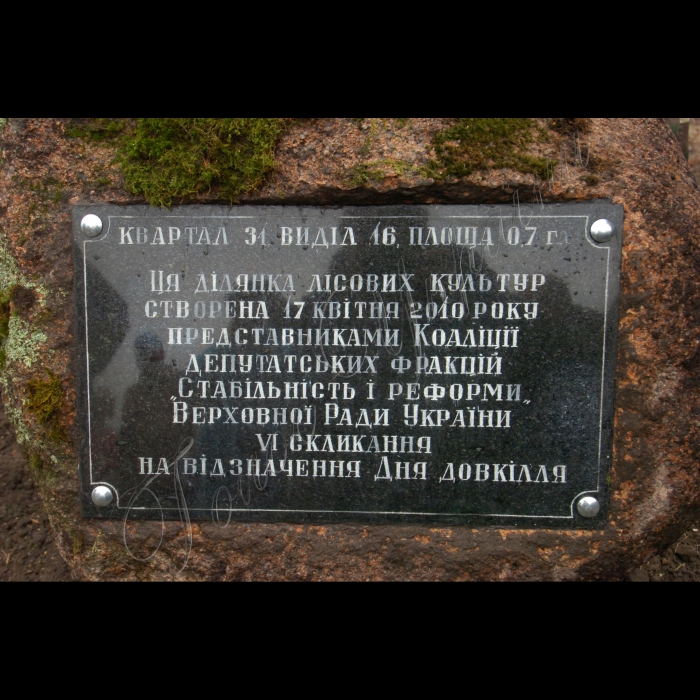 КВАРТАЛ 31, ВИДІЛ 16, ПЛОЩА 0,7 га
Ця ділянка лісових культур
створена 17 квітня 2010 року
представниками Коаліції
депутатських фракцій
„Стабільність і реформи„
Верховної Ради України
VI скликання
на відзначення Дня довкілля